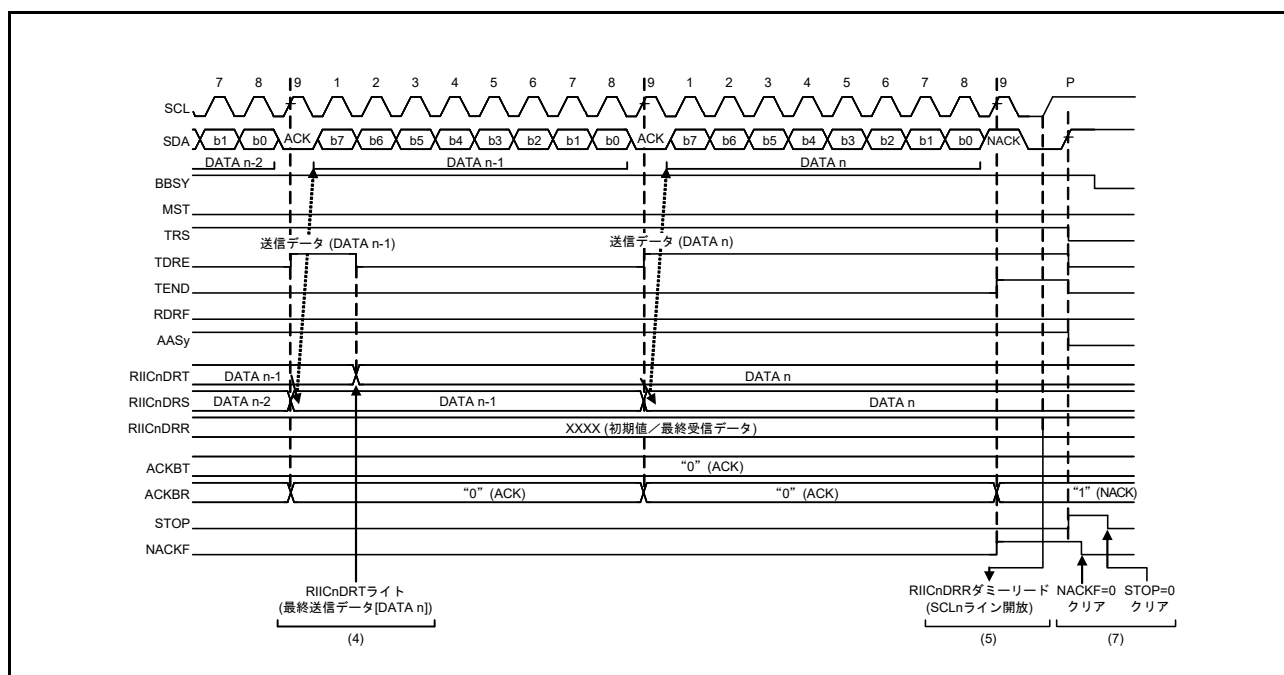 7 8 9 1 2 3 4 5 6 7 8 9 1 2 3 4 5 6 7 8 9 P
SCL
SDA b1 b0 ACK b7 b6 b5 b4 b3 b2 b1 b0 ACK b7 b6 b5 b4 b3 b2 b1 b0 NACK
DATA n-2 DATA n-1 DATA n
BBSY
MST
TRS
送信データ (DATA n-1) 送信データ (DATA n)
TDRE
TEND
RDRF
AASy
RIICnDRT DATA n-1 DATA n
RIICnDRS DATA n-2 DATA n-1 DATA n
RIICnDRR XXXX (初期値／最終受信データ)
ACKBT “0” (ACK)
ACKBR “0” (ACK) “0” (ACK) “1” (NACK)
STOP
NACKF
RIICnDRTライト RIICnDRRダミーリード NACKF=0 STOP=0
(最終送信データ[DATA n]) (SCLnライン開放) クリア クリア
(4) (5) (7)